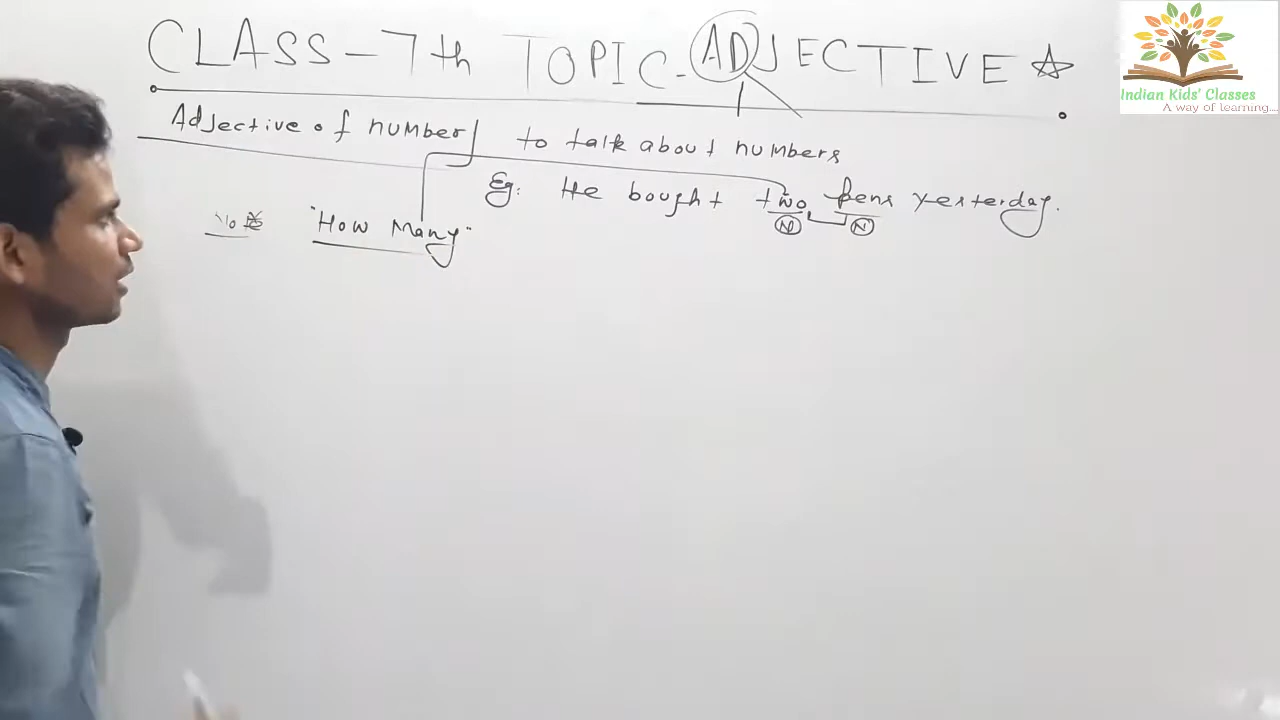 CLASS - 7th TOPIC - ADJECTIVE
Indian Kids' Classes
A way of learning....
Adjective of number to talk about numbers
Eg: He bought two pens yesterday.
N N
"How Many"